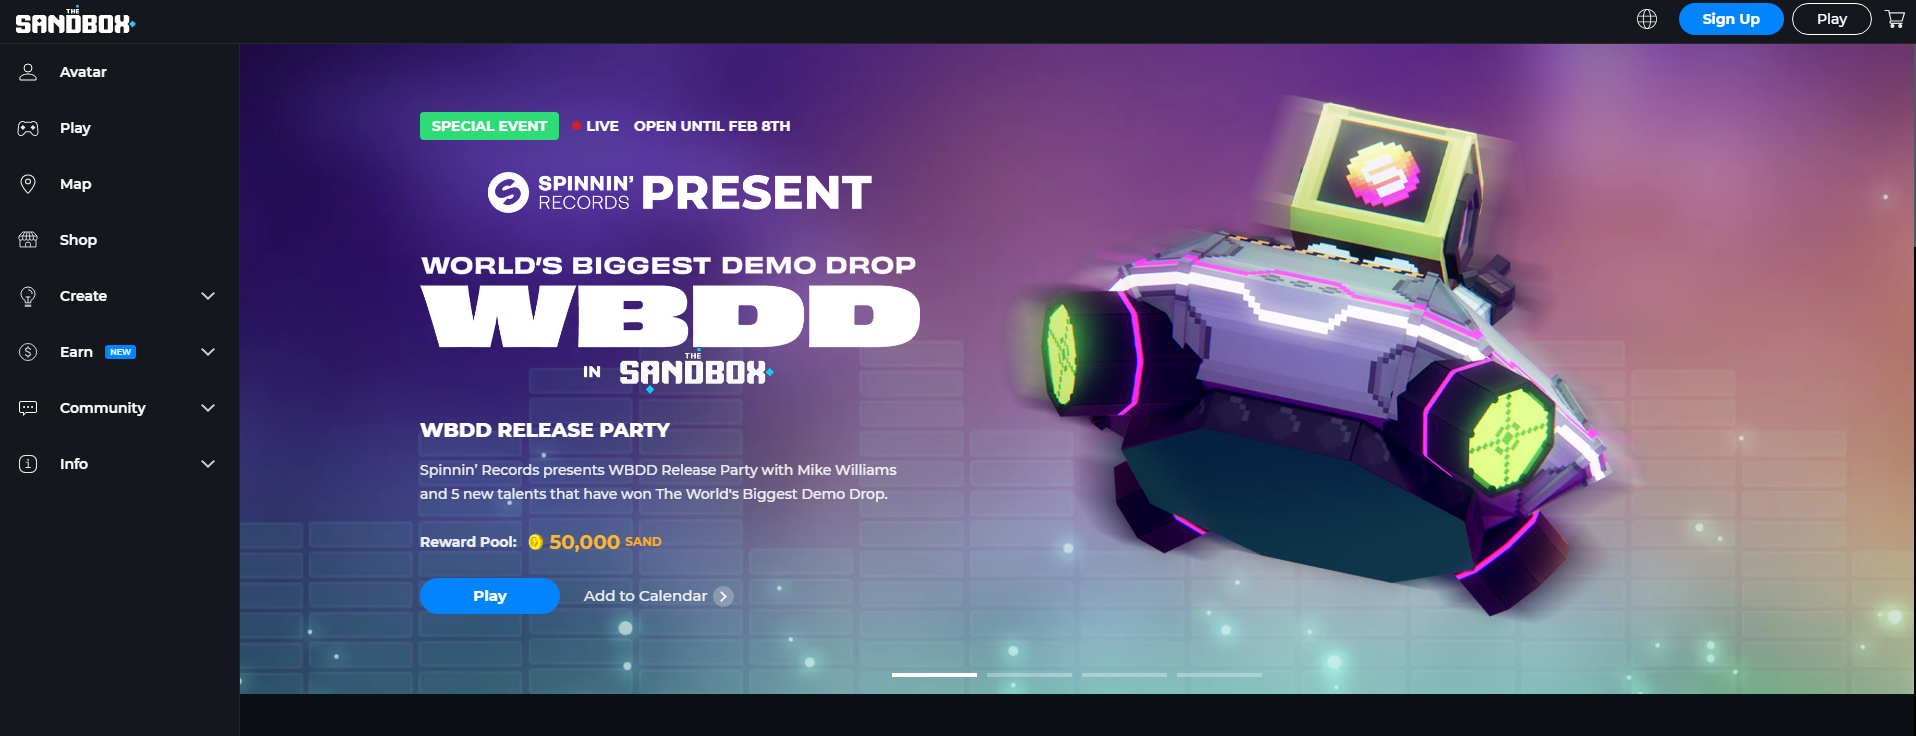 THE
SANDBOX
Sign Up
Play
Avatar
Play
Map
Shop
Create
Earn NEW
Community
Info
SPECIAL EVENT LIVE OPEN UNTIL FEB 8TH
SPINNIN' RECORDS PRESENT
WORLD'S BIGGEST DEMO DROP
WBDD
IN THE SANDBOX
WBDD RELEASE PARTY
Spinnin' Records presents WBDD Release Party with Mike Williams
and 5 new talents that have won The World's Biggest Demo Drop.
Reward Pool: 50,000 SAND
Play Add to Calendar